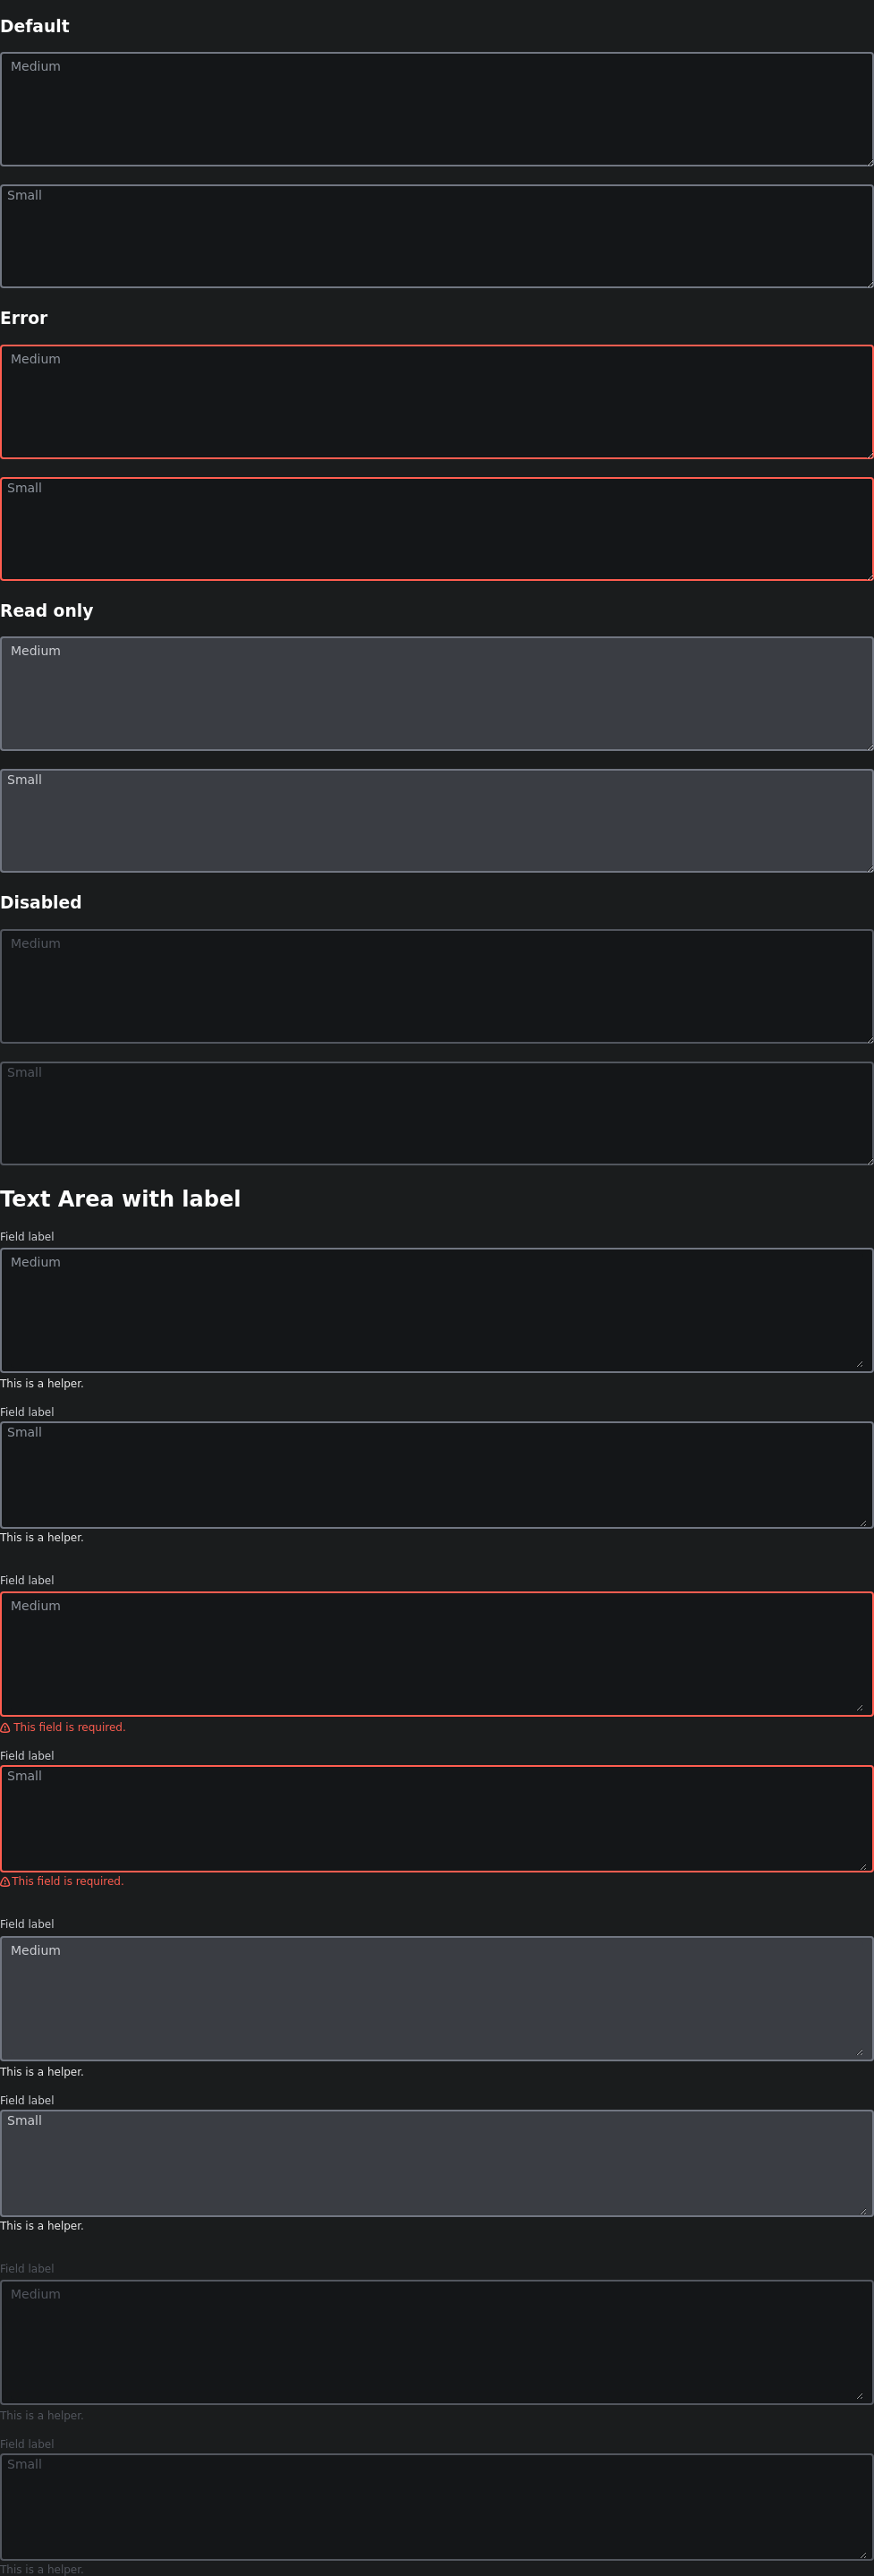 Default
Medium
Small
Error
Medium
Small
Read only
Medium
Small
Disabled
Medium
Small
Text Area with label
Field label
Medium
This is a helper.
Field label
Small
This is a helper.
Field label
Medium
This field is required.
Field label
Small
This field is required.
Field label
Medium
This is a helper.
Field label
Small
This is a helper.
Field label
Medium
This is a helper.
Field label
Small
This is a helper.